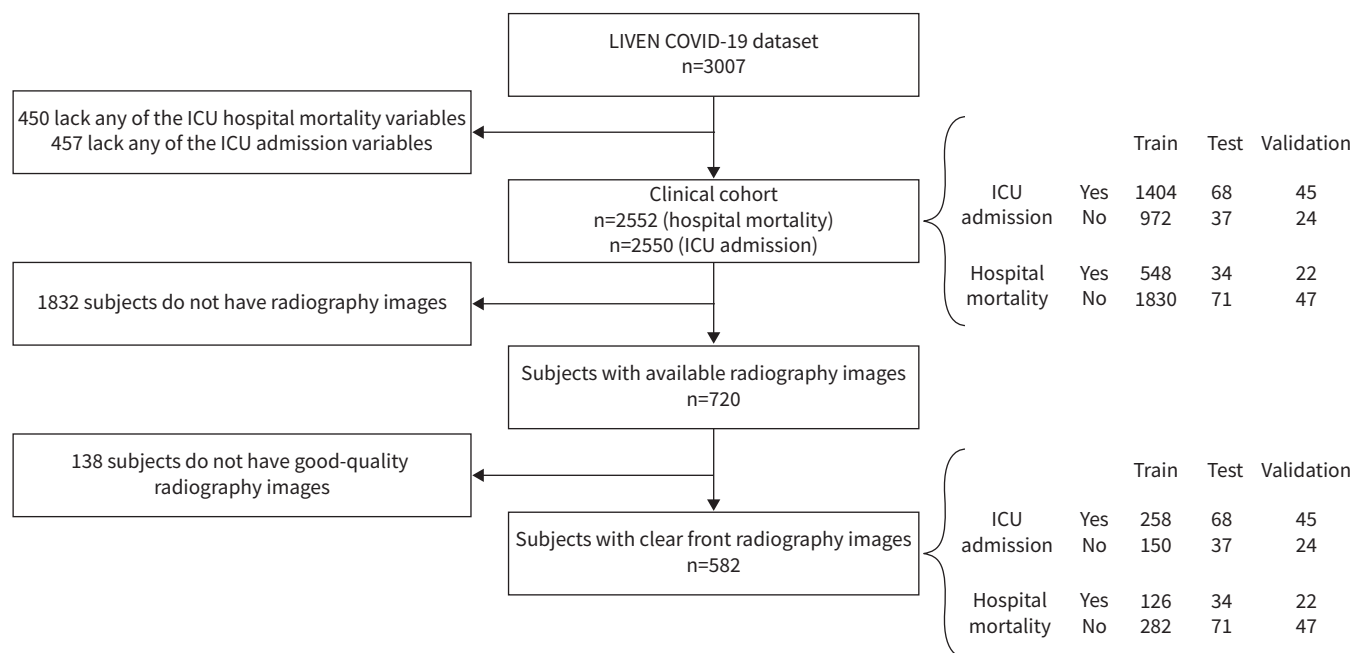 LIVEN COVID-19 dataset
n=3007
450 lack any of the ICU hospital mortality variables
457 lack any of the ICU admission variables
Clinical cohort
n=2552 (hospital mortality)
n=2550 (ICU admission)
Train Test Validation
ICU Yes 1404 68 45
admission No 972 37 24
Hospital Yes 548 34 22
mortality No 1830 71 47
1832 subjects do not have radiography images
Subjects with available radiography images
n=720
138 subjects do not have good-quality
radiography images
Subjects with clear front radiography images
n=582
Train Test Validation
ICU Yes 258 68 45
admission No 150 37 24
Hospital Yes 126 34 22
mortality No 282 71 47